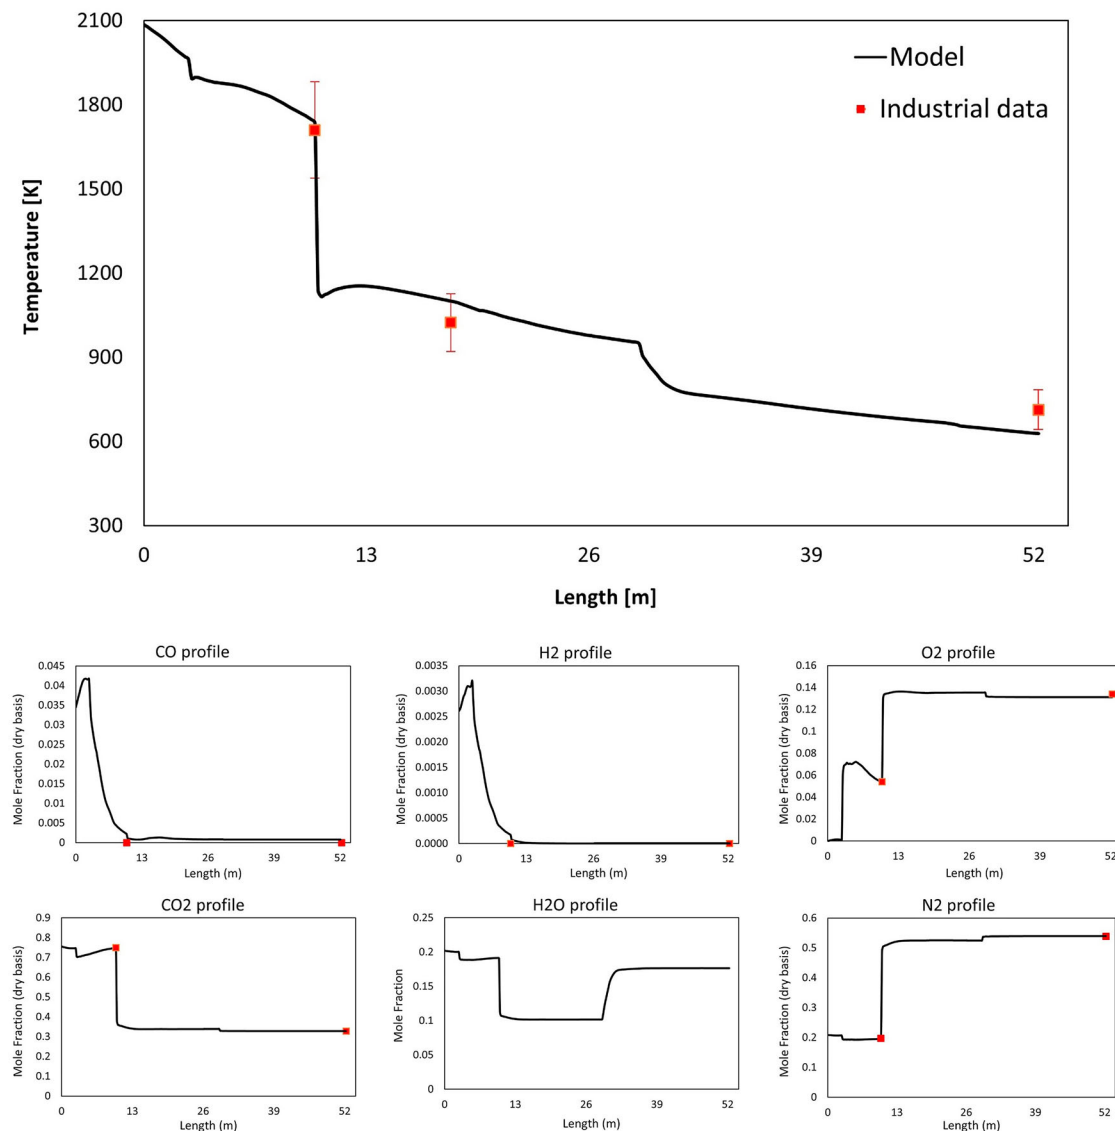 2100
1800
1500
1200
900
600
300
Temperature [K]
Model
Industrial data
0 13 26 39 52
Length [m]
CO profile
0.045
0.04
0.035
0.03
0.025
0.02
0.015
0.01
0.005
0
Mole Fraction (dry basis)
0 13 26 39 52
Length (m)
H2 profile
0.0035
0.0030
0.0025
0.0020
0.0015
0.0010
0.0005
0.0000
Mole Fraction (dry basis)
0 13 26 39 52
Length (m)
O2 profile
0.16
0.14
0.12
0.1
0.08
0.06
0.04
0.02
0
Mole Fraction (dry basis)
0 13 26 39 52
Length (m)
CO2 profile
0.9
0.8
0.7
0.6
0.5
0.4
0.3
0.2
0.1
0
Mole Fraction (dry basis)
0 13 26 39 52
Length (m)
H2O profile
0.25
0.2
0.15
0.1
0.05
0
Mole Fraction
0 13 26 39 52
Length (m)
N2 profile
0.6
0.5
0.4
0.3
0.2
0.1
0
Mole Fraction (dry basis)
0 13 26 39 52
Length (m)